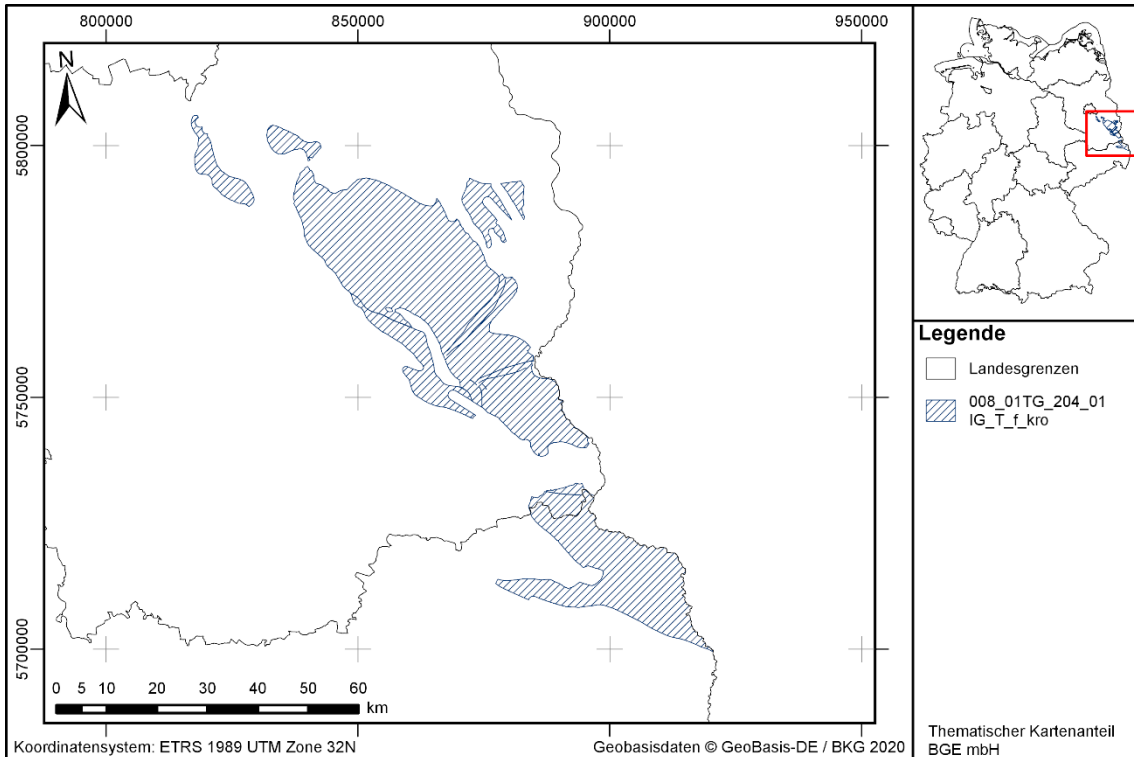 800000 850000 900000 950000
N
5800000
5750000
5700000
0 5 10 20 30 40 50 60
km
Koordinatensystem: ETRS 1989 UTM Zone 32N
Geobasisdaten © GeoBasis-DE / BKG 2020
Legende
Landesgrenzen
008_01TG_204_01
IG_T_f_kro
Thematischer Kartenanteil
BGE mbH